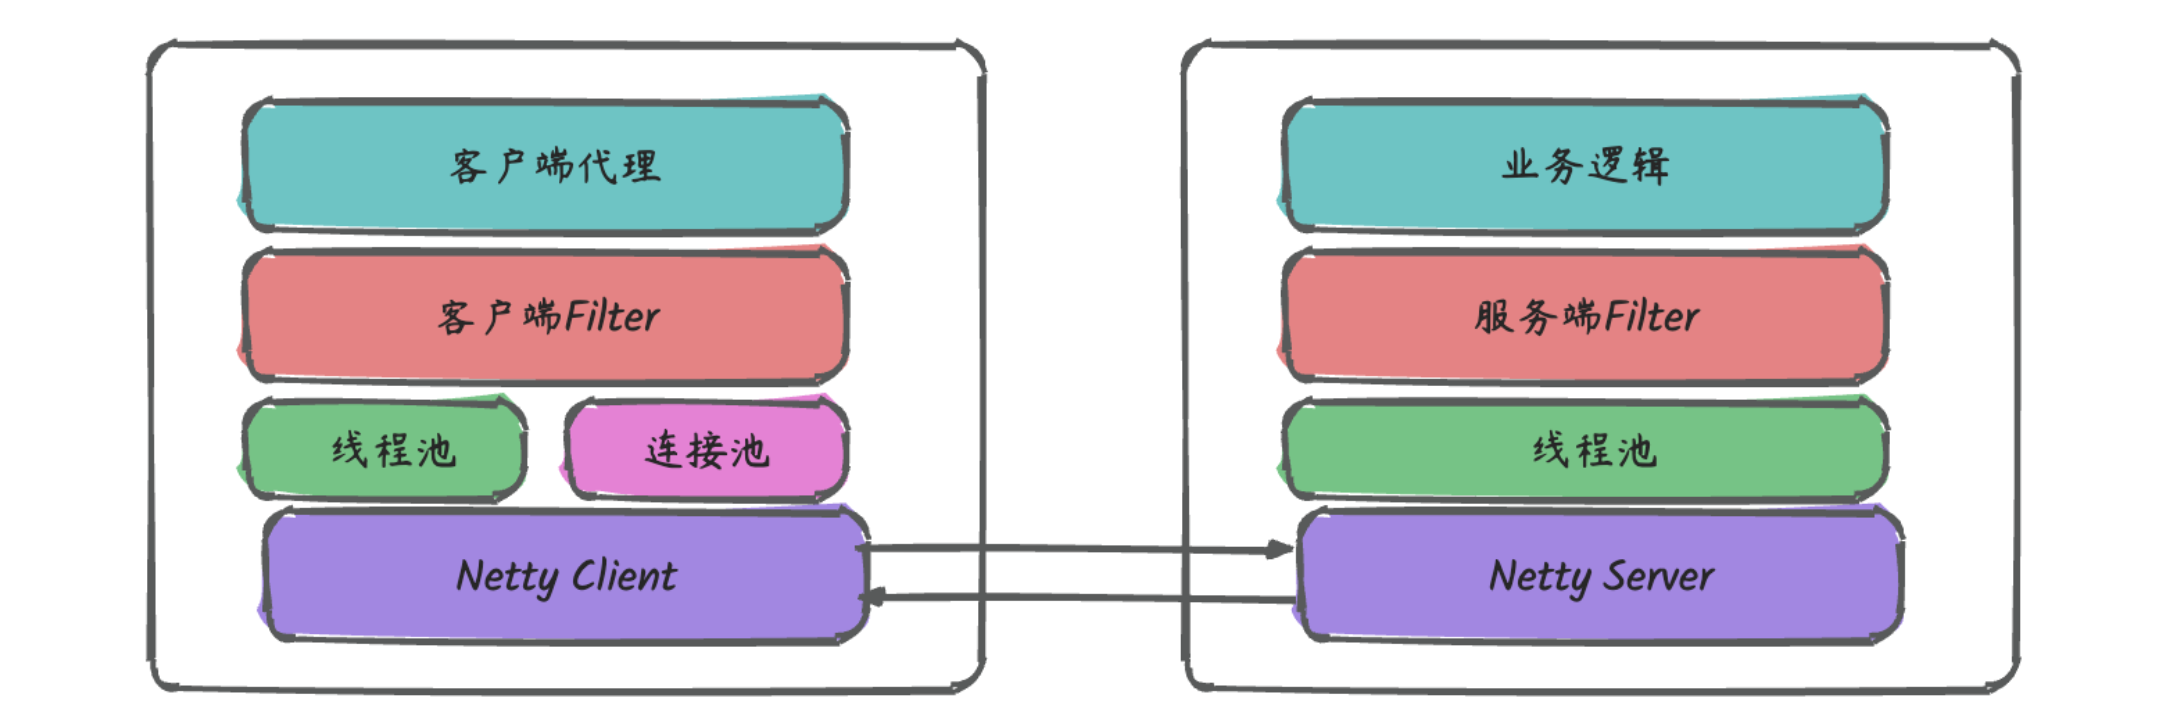 客户端代理
客户端Filter
线程池
连接池
Netty Client
业务逻辑
服务端Filter
线程池
Netty Server